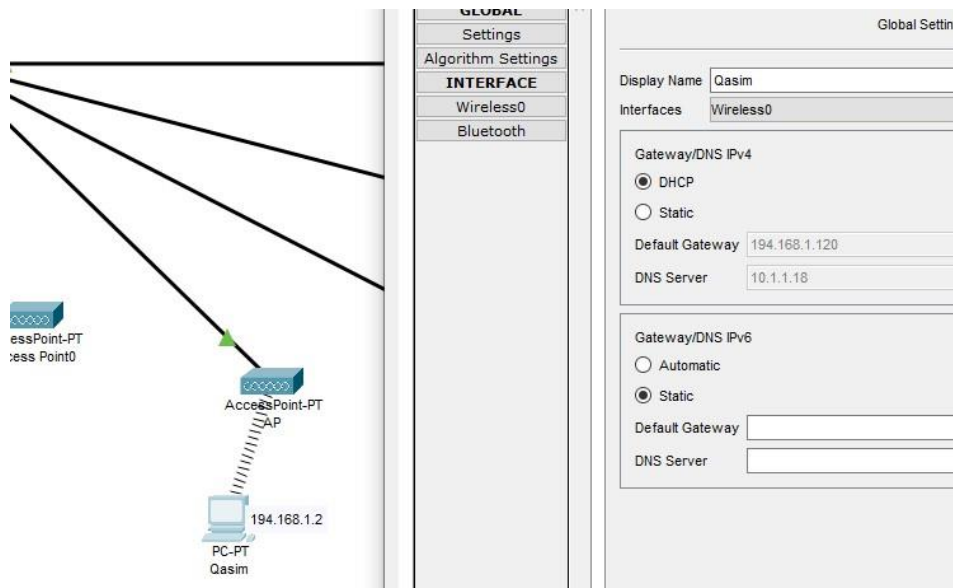 essPoint-PT
cess Point0
AccessPoint-PT
AP
194.168.1.2
PC-PT
Qasim
GLOBAL
Settings
Algorithm Settings
INTERFACE
Wireless0
Bluetooth
Global Settin
Display Name Qasim
Interfaces Wireless0
Gateway/DNS IPv4
DHCP
Static
Default Gateway 194.168.1.120
DNS Server 10.1.1.18
Gateway/DNS IPv6
Automatic
Static
Default Gateway
DNS Server